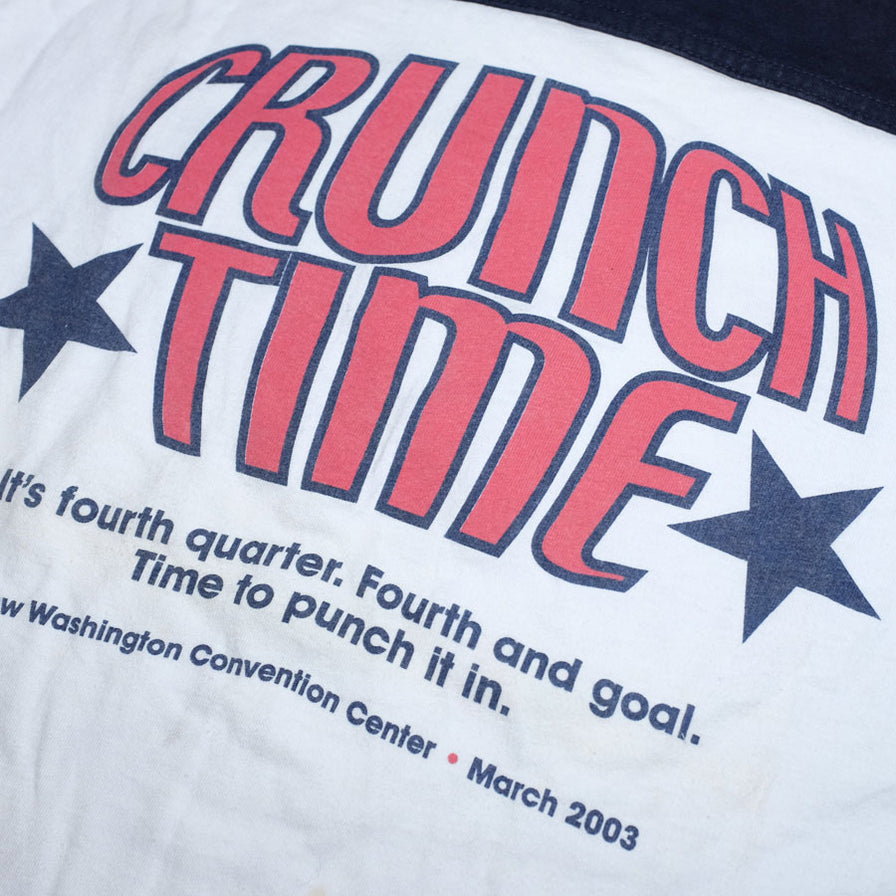 CRUNCH
TIME
It's fourth quarter. Fourth and goal.
Time to punch it in.
Washington Convention Center • March 2003